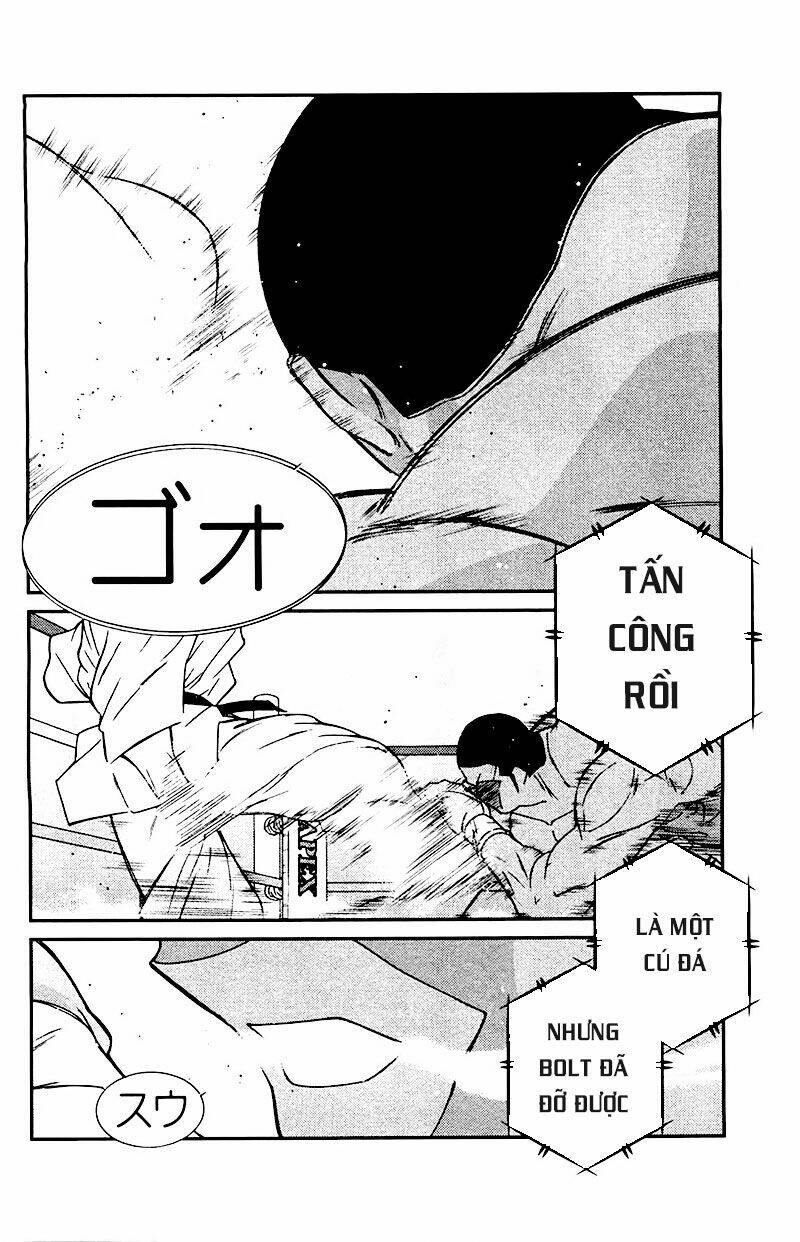 ゴオ
TẤN
CÔNG
RỒI
APEX
LÀ MỘT
CÚ ĐÁ
NHƯNG
BOLT ĐÃ
ĐỠ ĐƯỢC
スウ